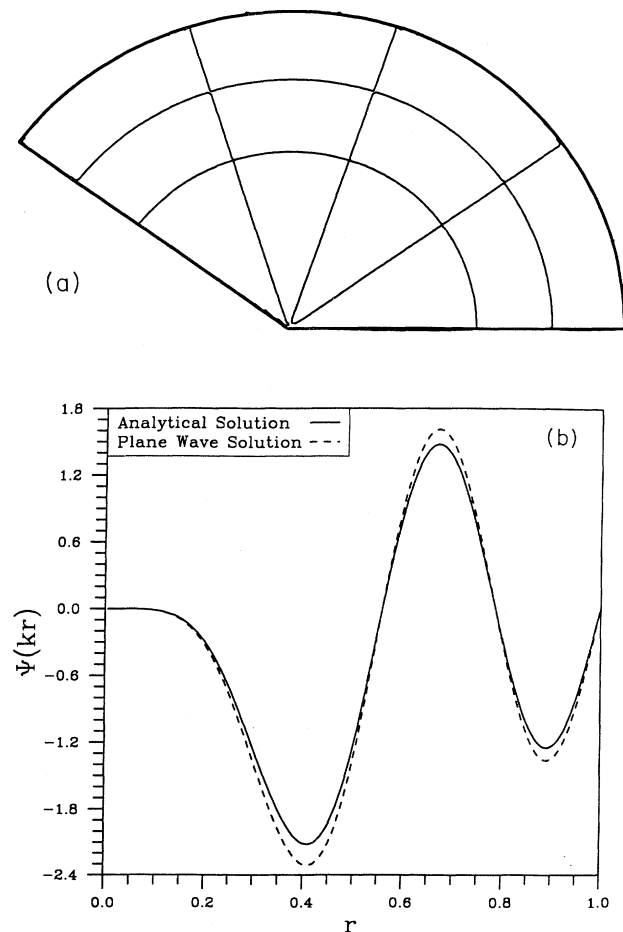 (a)
1.8
Analytical Solution
Plane Wave Solution
(b)
1.2
0.6
0.0
-0.6
-1.2
-1.8
-2.4
Ψ(kr)
0.0 0.2 0.4 0.6 0.8 1.0
r